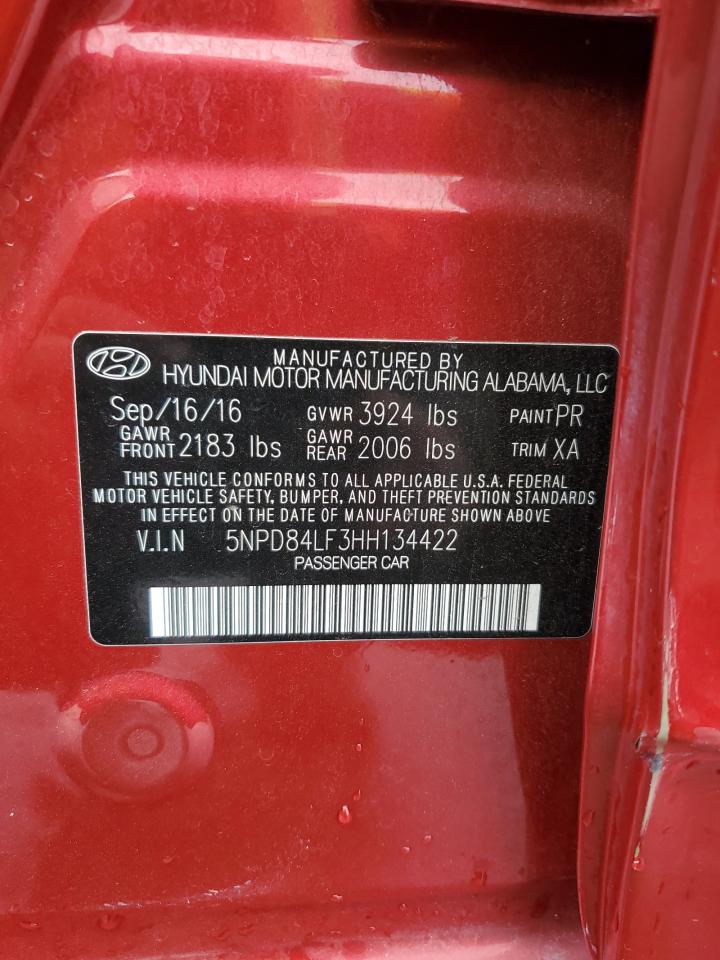 MANUFACTURED BY
HYUNDAI MOTOR MANUFACTURING ALABAMA, LLC
Sep/16/16 GVWR 3924 lbs PAINT PR
GAWR FRONT 2183 lbs GAWR REAR 2006 lbs TRIM XA
THIS VEHICLE CONFORMS TO ALL APPLICABLE U.S.A. FEDERAL
MOTOR VEHICLE SAFETY, BUMPER, AND THEFT PREVENTION STANDARDS
IN EFFECT ON THE DATE OF MANUFACTURE SHOWN ABOVE
V.I.N 5NPD84LF3HH134422
PASSENGER CAR